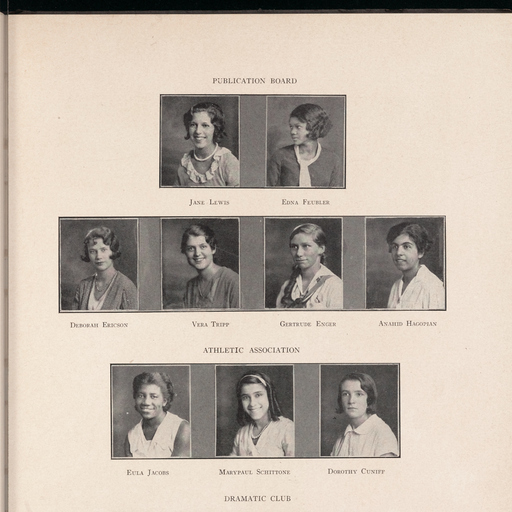 PUBLICATION BOARD
JANE LEWIS EDNA FEUBLER
DEBORAH ERICSON VERA TRIPP GERTRUDE ENGER ANAHID HAGOPIAN
ATHLETIC ASSOCIATION
EULA JACOBS MARYPAUL SCHITTONE DOROTHY CUNIFF
DRAMATIC CLUB